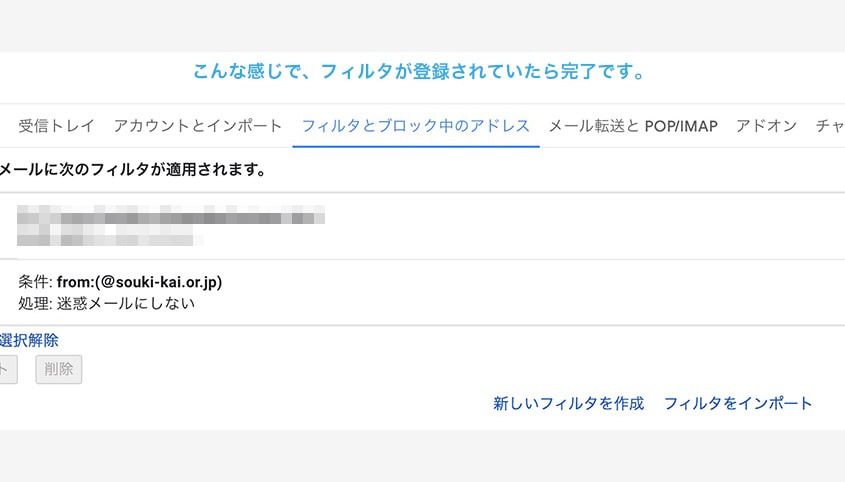 こんな感じで、フィルタが登録されていたら完了です。
受信トレイ アカウントとインポート フィルタとブロック中のアドレス メール転送と POP/IMAP アドオン チャ
メールに次のフィルタが適用されます。
条件: from:(@souki-kai.or.jp)
処理: 迷惑メールにしない
選択解除
ト 削除
新しいフィルタを作成 フィルタをインポート